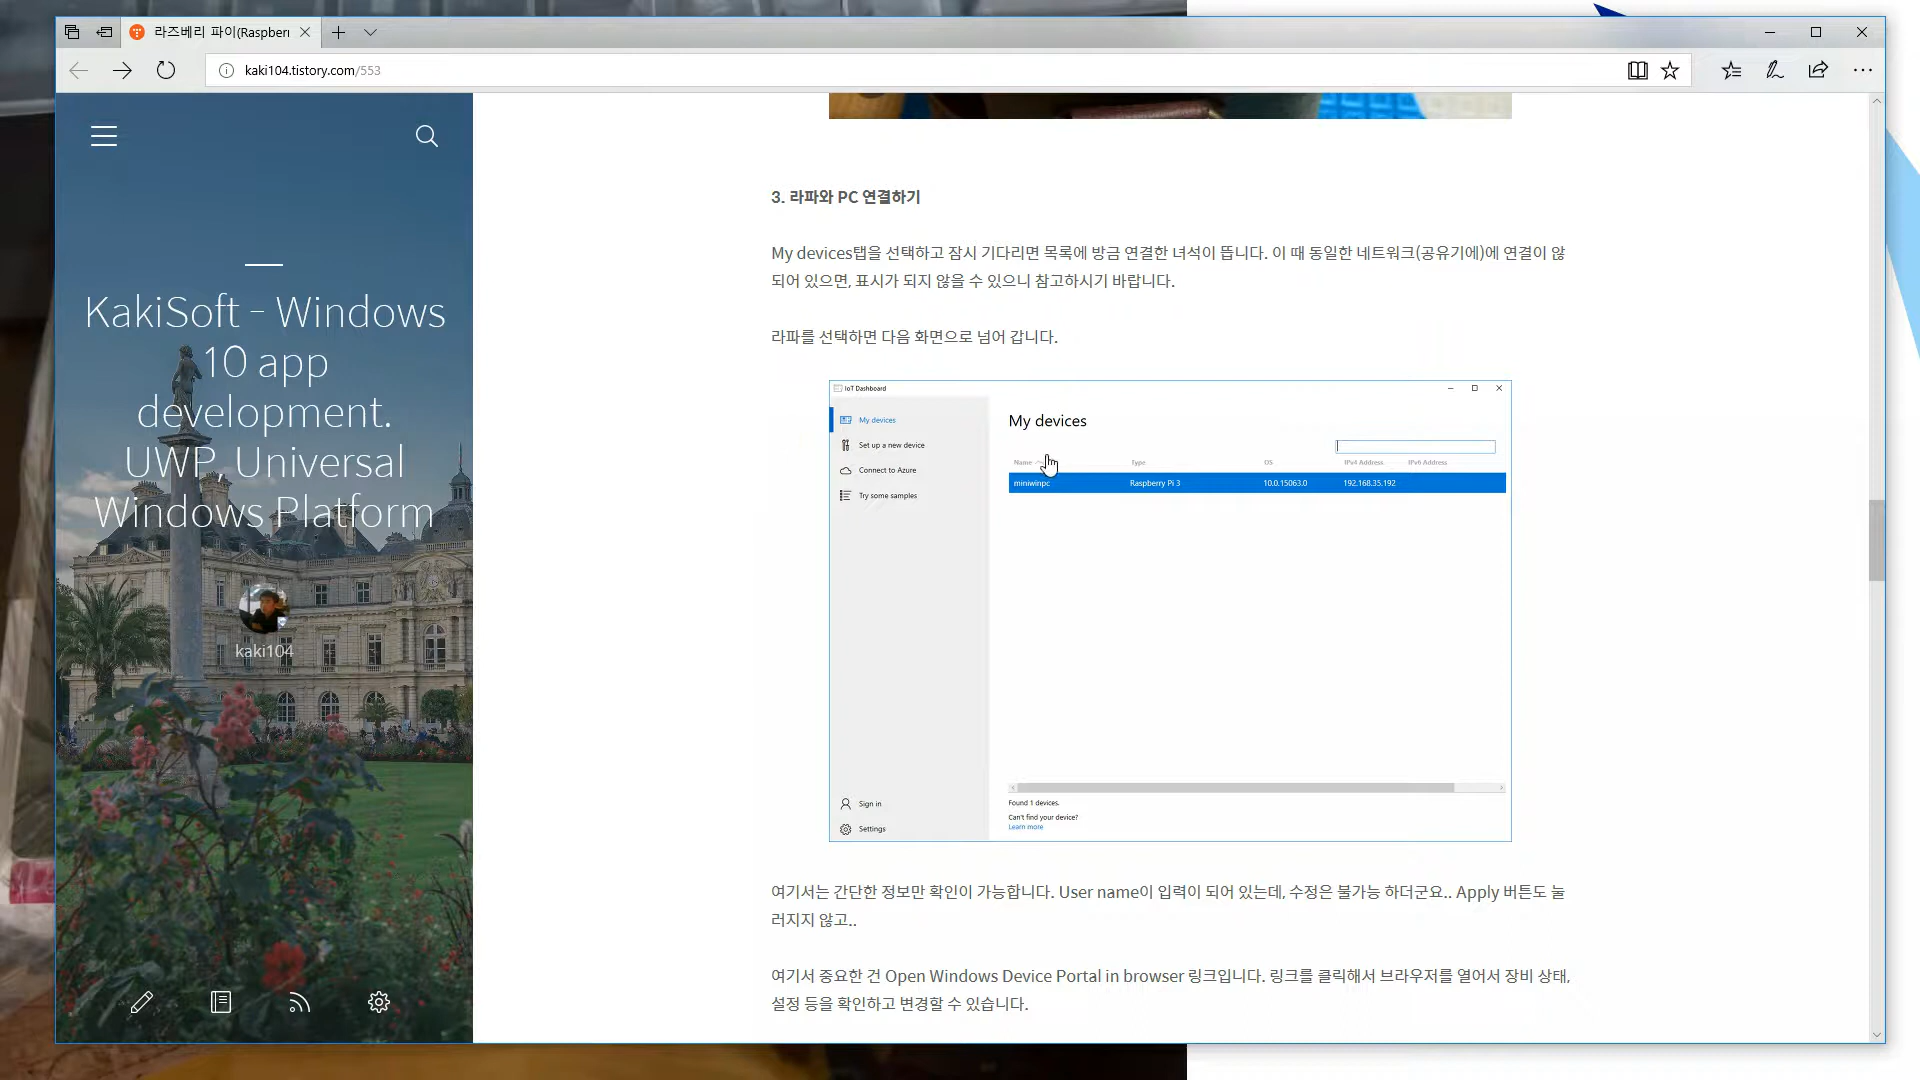 라즈베리 파이(Raspberr
kaki104.tistory.com/553
KakiSoft - Windows
10 app
development.
UWP, Universal
Windows Platform
kaki104
3. 라파와 PC 연결하기
My devices탭을 선택하고 잠시 기다리면 목록에 방금 연결한 녀석이 뜹니다. 이 때 동일한 네트워크(공유기에)에 연결이 않
되어 있으면, 표시가 되지 않을 수 있으니 참고하시기 바랍니다.
라파를 선택하면 다음 화면으로 넘어 갑니다.
IoT Dashboard
My devices
Set up a new device
Connect to Azure
Try some samples
Sign in
Settings
My devices
Name Type OS IPv4 Address IPv6 Address
miniwinpc Raspberry Pi 3 10.0.15063.0 192.168.35.192
Found 1 devices.
Can't find your device?
Learn more
여기서는 간단한 정보만 확인이 가능합니다. User name이 입력이 되어 있는데, 수정은 불가능 하더군요.. Apply 버튼도 눌
러지지 않고..
여기서 중요한 건 Open Windows Device Portal in browser 링크입니다. 링크를 클릭해서 브라우저를 열어서 장비 상태,
설정 등을 확인하고 변경할 수 있습니다.